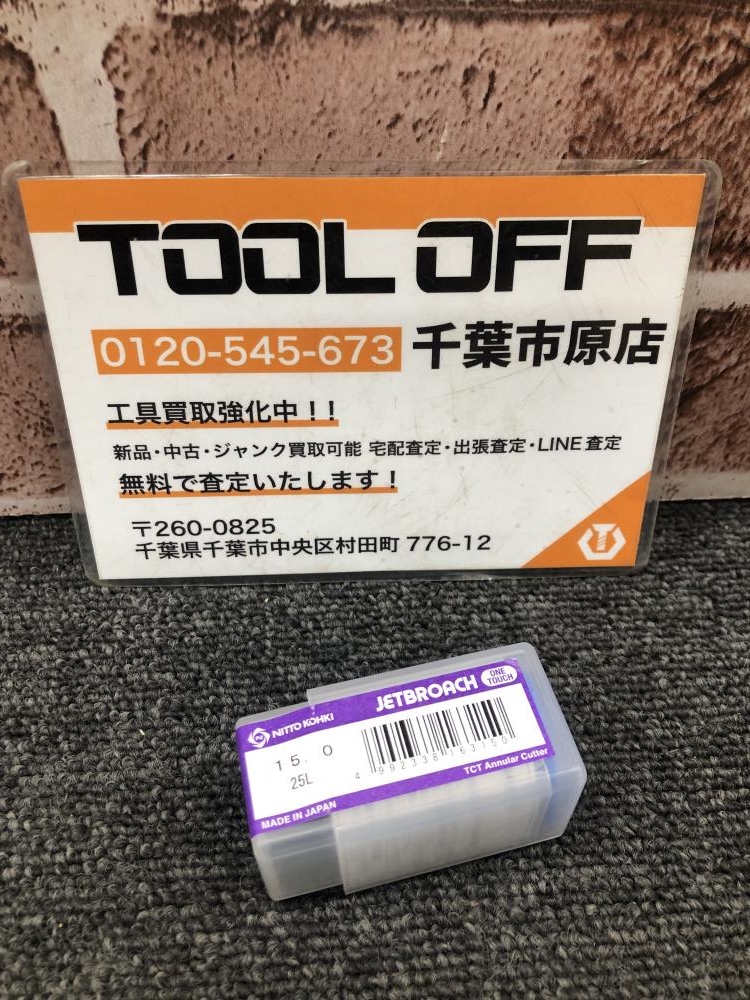 TOOL OFF
0120-545-673 千葉市原店
工具買取強化中!!
新品・中古・ジャンク買取可能 宅配査定・出張査定・LINE査定
無料で査定いたします!
〒260-0825
千葉県千葉市中央区村田町 776-12
NITTO KOHKI JETBROACH ONE TOUCH
15.0
25L
4 992338 163150
MADE IN JAPAN TCT Annular Cutter